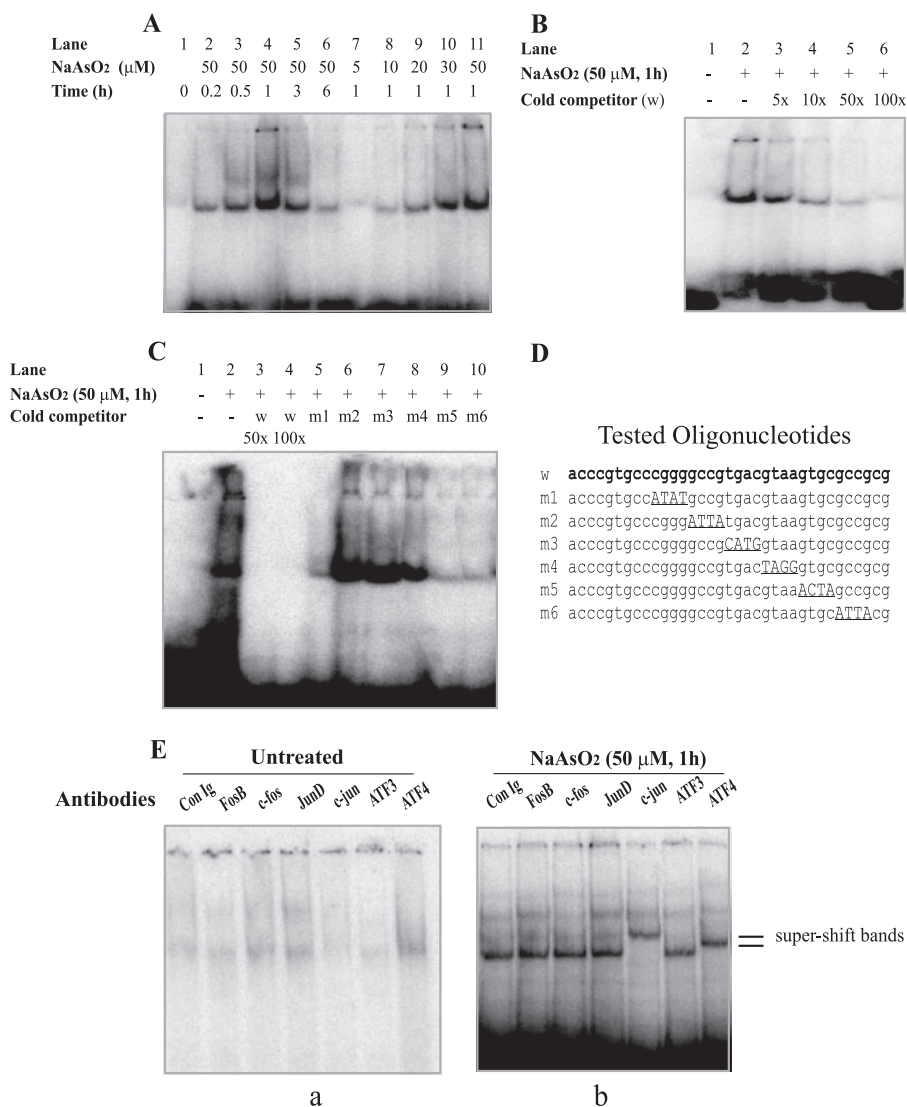 A
Lane 1 2 3 4 5 6 7 8 9 10 11
NaAsO2 (μM) 50 50 50 50 50 5 10 20 30 50
Time (h) 0 0.2 0.5 1 3 6 1 1 1 1 1
B
Lane 1 2 3 4 5 6
NaAsO2 (50 μM, 1h) - + + + + +
Cold competitor (w) - - 5x 10x 50x 100x
C
Lane 1 2 3 4 5 6 7 8 9 10
NaAsO2 (50 μM, 1h) - + + + + + + + + +
Cold competitor - - w w m1 m2 m3 m4 m5 m6
50x 100x
D
Tested Oligonucleotides
w acccgtgcccggggccgtgacgtaagtgcgccgcg
m1 acccgtgccATATgccgtgacgtaagtgcgccgcg
m2 acccgtgcccgggATTAtgacgtaagtgcgccgcg
m3 acccgtgcccggggccgCATGgtaagtgcgccgcg
m4 acccgtgcccggggccgtgacTAGGgtgcgccgcg
m5 acccgtgcccggggccgtgacgtaaACTAgccgcg
m6 acccgtgcccggggccgtgacgtaagtgcATTAcg
E
Untreated
Antibodies Con Ig FosB c-fos JunD c-jun ATF3 ATF4
a
NaAsO2 (50 μM, 1h)
Con Ig FosB c-fos JunD c-jun ATF3 ATF4
super-shift bands
b